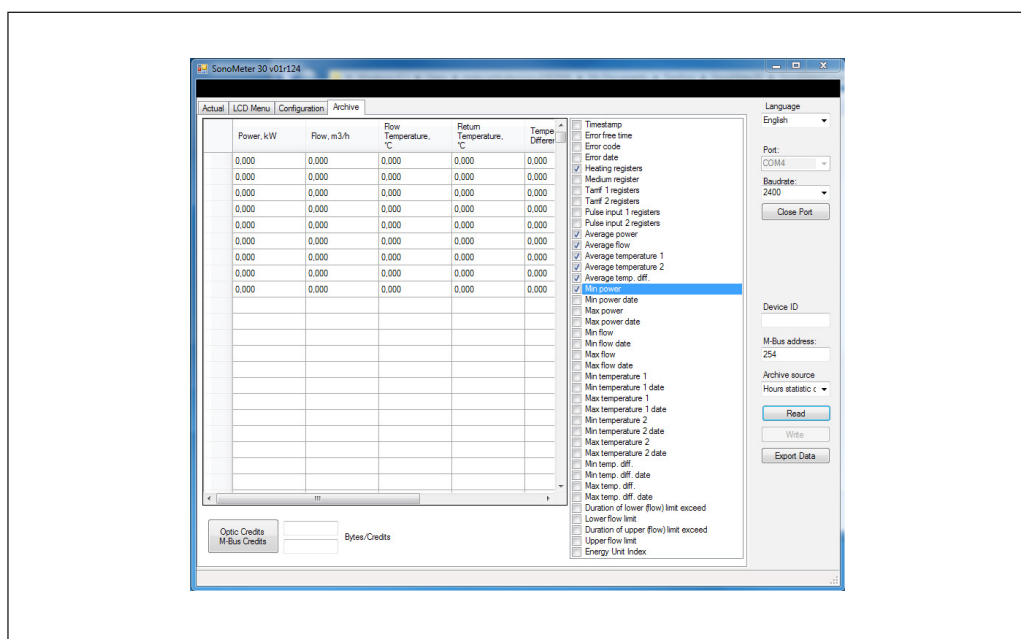 SonoMeter 30 v01r124
Actual LCD Menu Configuration Archive
Power, kW Flow, m3/h Flow Temperature, °C Return Temperature, °C Tempe Differer
0,000 0,000 0,000 0,000 0,000
0,000 0,000 0,000 0,000 0,000
0,000 0,000 0,000 0,000 0,000
0,000 0,000 0,000 0,000 0,000
0,000 0,000 0,000 0,000 0,000
0,000 0,000 0,000 0,000 0,000
0,000 0,000 0,000 0,000 0,000
0,000 0,000 0,000 0,000 0,000
0,000 0,000 0,000 0,000 0,000
Optic Credits
M-Bus Credits
Bytes/Credits
Timestamp
Error free time
Error code
Error date
Heating registers
Medium register
Tariff 1 registers
Tariff 2 registers
Pulse input 1 registers
Pulse input 2 registers
Average power
Average flow
Average temperature 1
Average temperature 2
Average temp. diff.
Min power
Min power date
Max power
Max power date
Min flow
Min flow date
Max flow
Max flow date
Min temperature 1
Min temperature 1 date
Max temperature 1
Max temperature 1 date
Min temperature 2
Min temperature 2 date
Max temperature 2
Max temperature 2 date
Min temp. diff.
Min temp. diff. date
Max temp. diff.
Max temp. diff. date
Duration of lower (flow) limit exceed
Lower flow limit
Duration of upper (flow) limit exceed
Upper flow limit
Energy Unit Index
Language
English
Port:
COM4
Baudrate:
2400
Close Port
Device ID
M-Bus address:
254
Archive source
Hours statistic c
Read
Write
Export Data